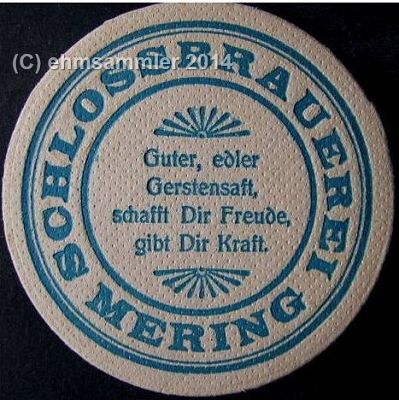 (C) ehmsammler 2014
SCHLOSSBRAUEREI
MERING
Guter, edler
Gerstensaft,
schafft Dir Freude,
gibt Dir Kraft.